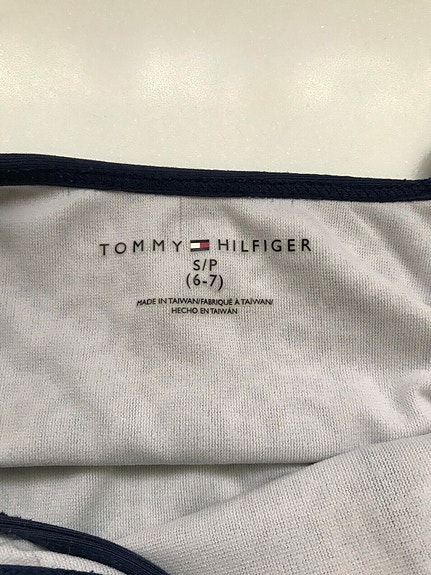 TOMMY HILFIGER
S/P
(6-7)
MADE IN TAIWAN/FABRIQUÉ À TAIWAN/
HECHO EN TAIWÁN